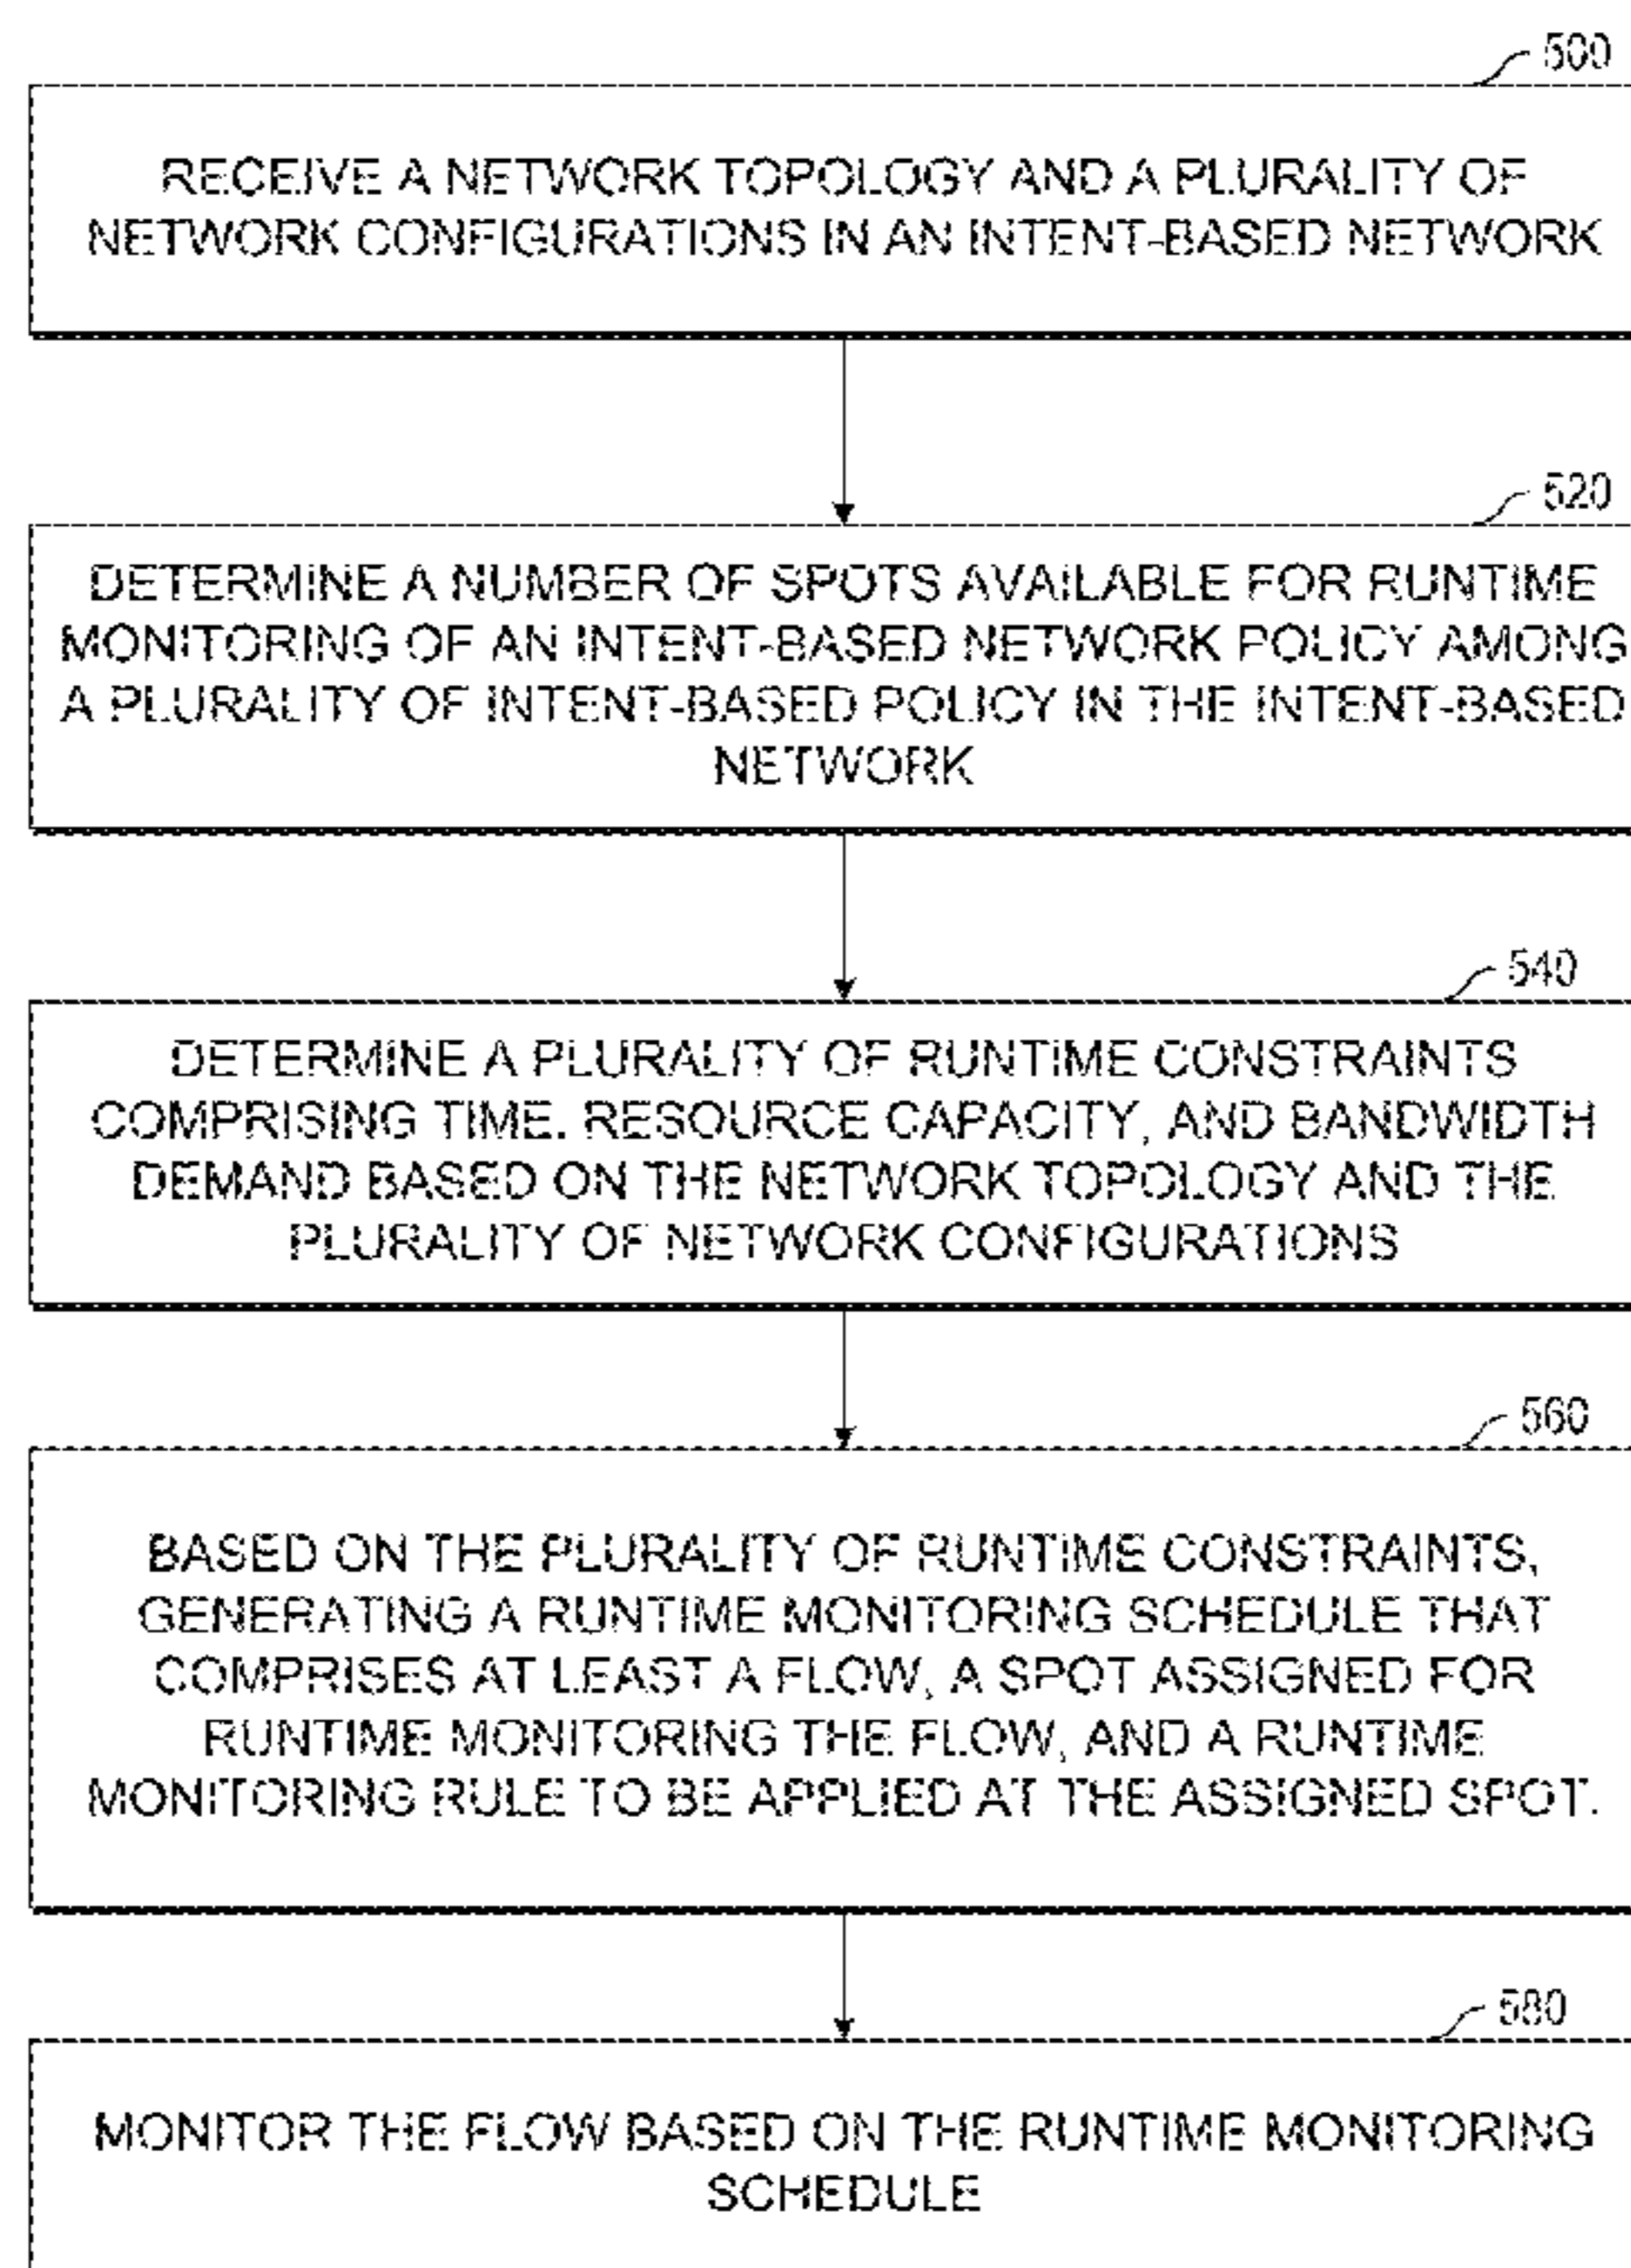 500
RECEIVE A NETWORK TOPOLOGY AND A PLURALITY OF
NETWORK CONFIGURATIONS IN AN INTENT-BASED NETWORK
520
DETERMINE A NUMBER OF SPOTS AVAILABLE FOR RUNTIME
MONITORING OF AN INTENT-BASED NETWORK POLICY AMONG
A PLURALITY OF INTENT-BASED POLICY IN THE INTENT-BASED
NETWORK
540
DETERMINE A PLURALITY OF RUNTIME CONSTRAINTS
COMPRISING TIME. RESOURCE CAPACITY, AND BANDWIDTH
DEMAND BASED ON THE NETWORK TOPOLOGY AND THE
PLURALITY OF NETWORK CONFIGURATIONS
560
BASED ON THE PLURALITY OF RUNTIME CONSTRAINTS,
GENERATING A RUNTIME MONITORING SCHEDULE THAT
COMPRISES AT LEAST A FLOW, A SPOT ASSIGNED FOR
RUNTIME MONITORING THE FLOW, AND A RUNTIME
MONITORING RULE TO BE APPLIED AT THE ASSIGNED SPOT.
580
MONITOR THE FLOW BASED ON THE RUNTIME MONITORING
SCHEDULE